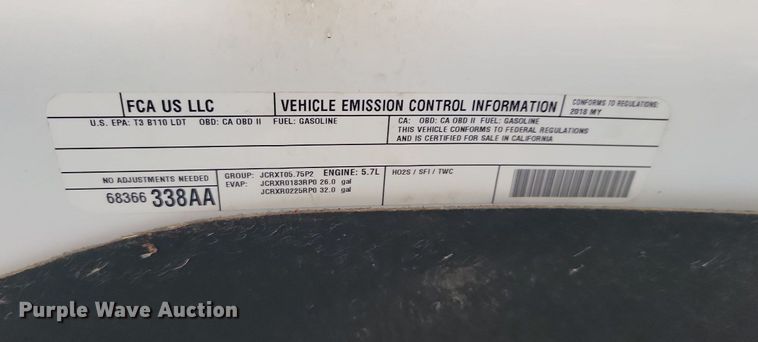 FCA US LLC
VEHICLE EMISSION CONTROL INFORMATION
CONFORMS TO REGULATIONS:
2018 MY
U.S. EPA: T3 B110 LDT OBD: CA OBD II FUEL: GASOLINE
CA: OBD: CA OBD II FUEL: GASOLINE
THIS VEHICLE CONFORMS TO FEDERAL REGULATIONS
AND IS CERTIFIED FOR SALE IN CALIFORNIA
NO ADJUSTMENTS NEEDED
68366 338AA
GROUP: JCRXT05.75P2 ENGINE: 5.7L
EVAP: JCRXR0183RP0 26.0 gal
JCRXR0225RP0 32.0 gal
HO2S / SFI / TWC
Purple Wave Auction